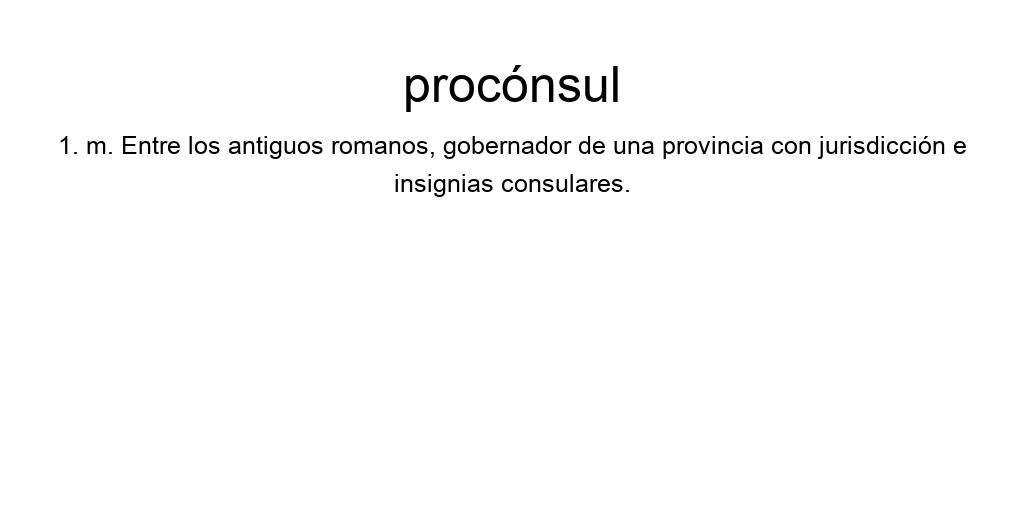 procónsul
1. m. Entre los antiguos romanos, gobernador de una provincia con jurisdicción e
insignias consulares.